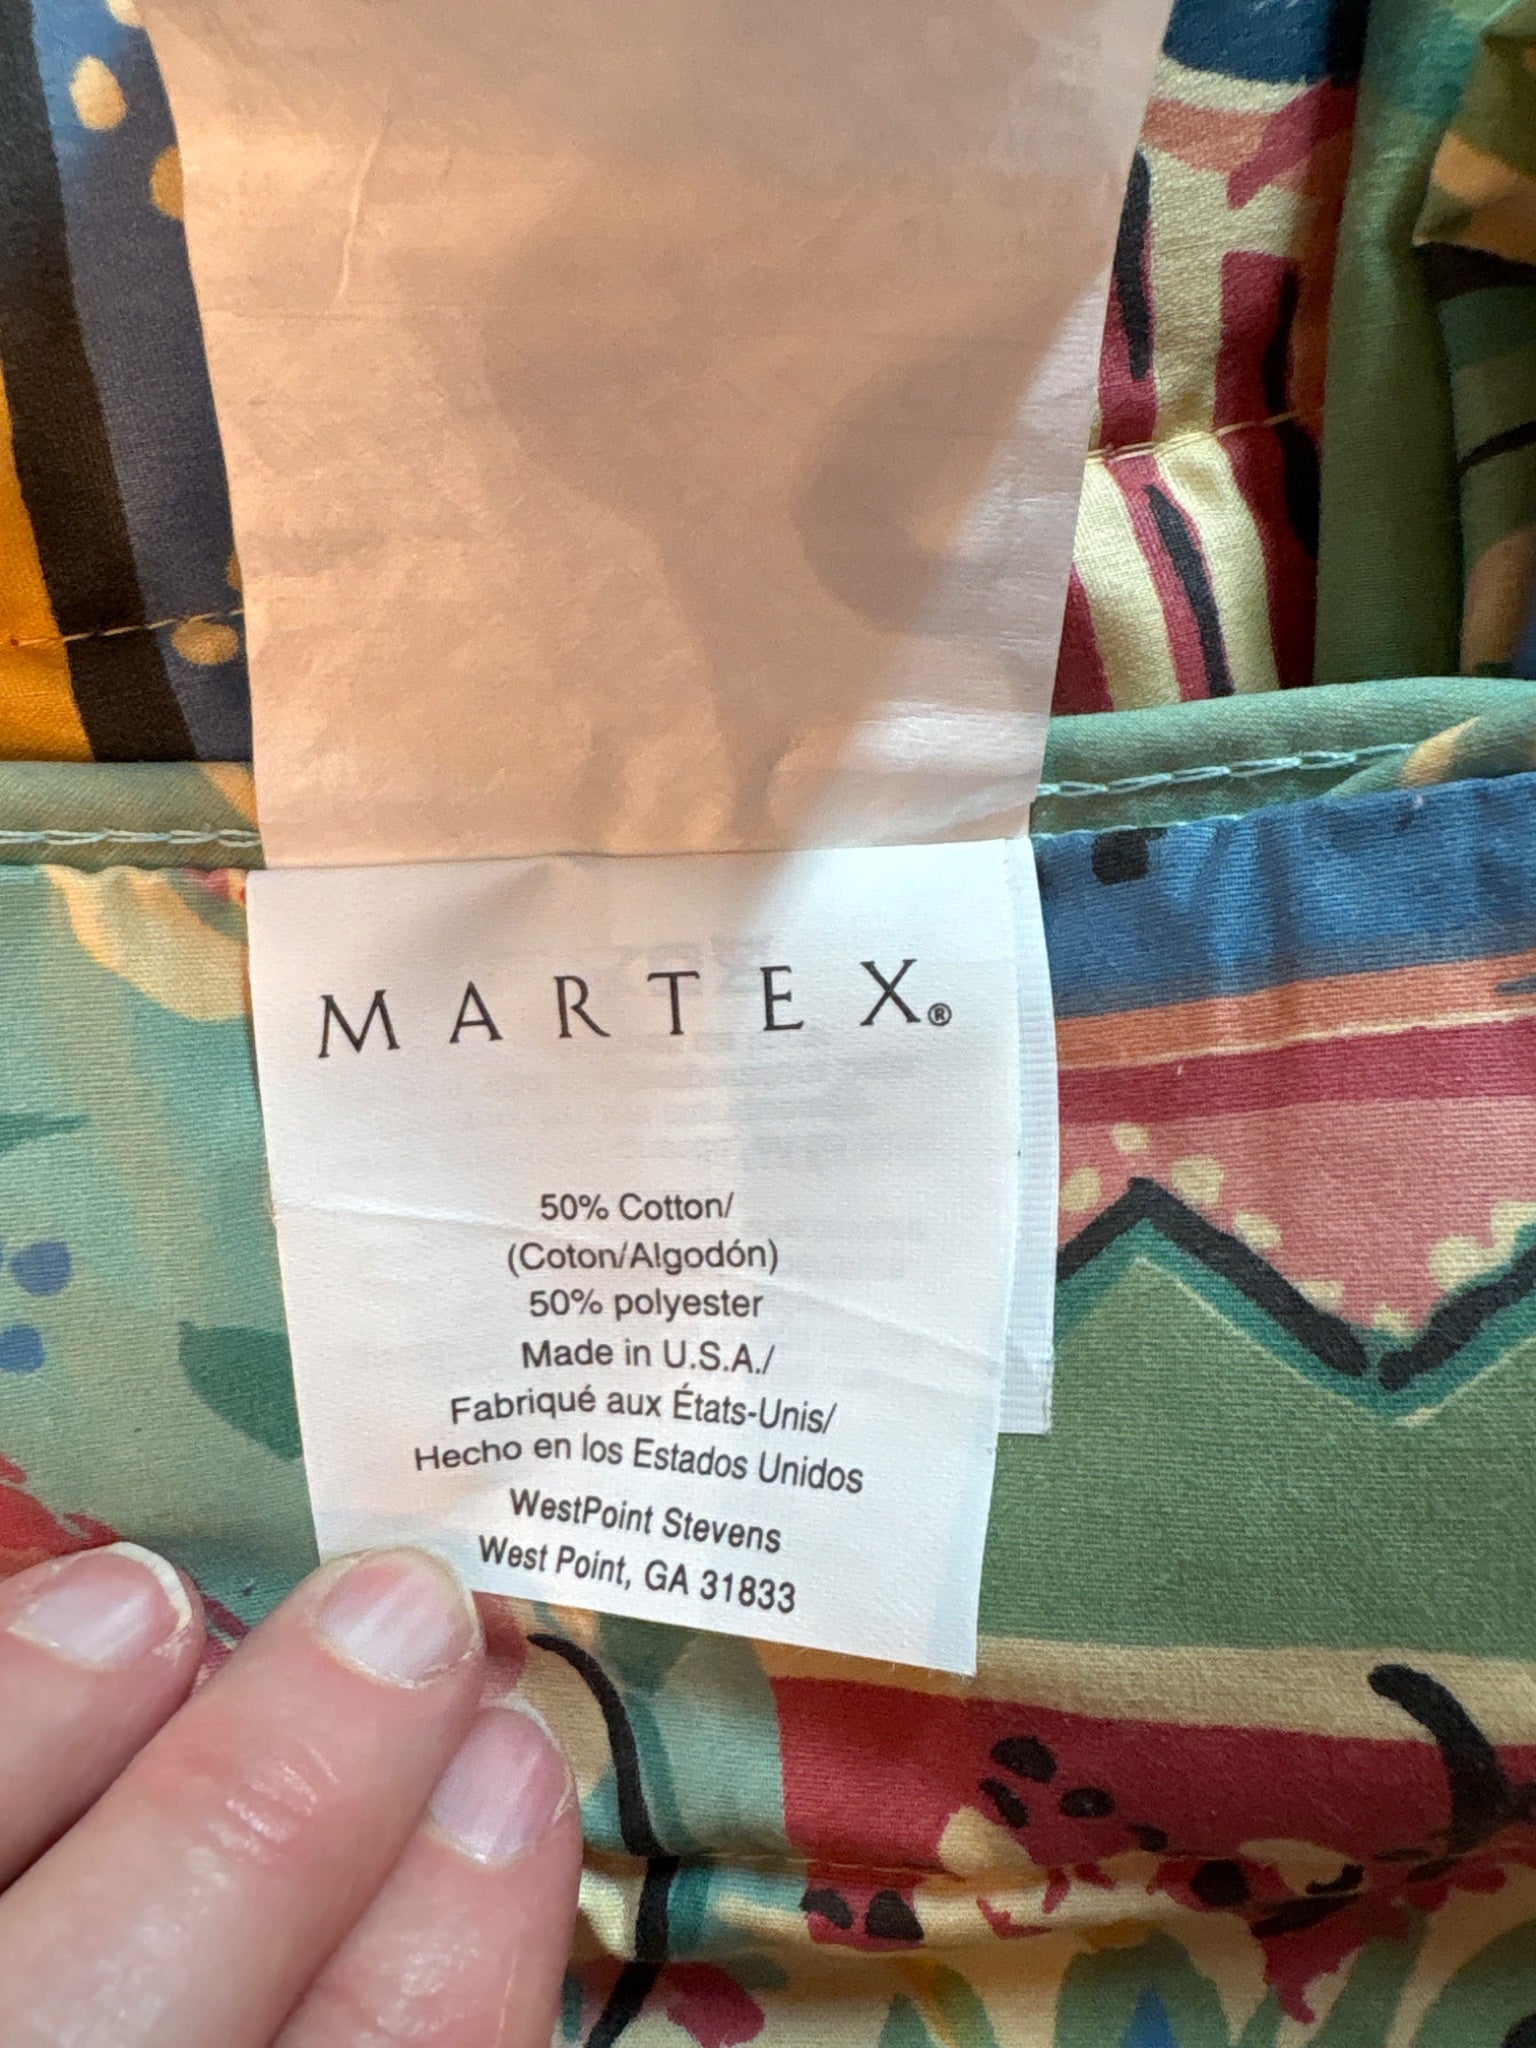 MARTEX®
50% Cotton/
(Coton/Algodón)
50% polyester
Made in U.S.A./
Fabriqué aux États-Unis/
Hecho en los Estados Unidos
WestPoint Stevens
West Point, GA 31833